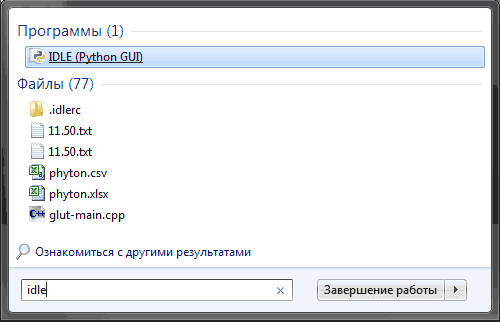 Программы (1)
IDLE (Python GUI)
Файлы (77)
.idlerc
11.50.txt
11.50.txt
phyton.csv
phyton.xlsx
C++ glut-main.cpp
Ознакомиться с другими результатами
idle
Завершение работы